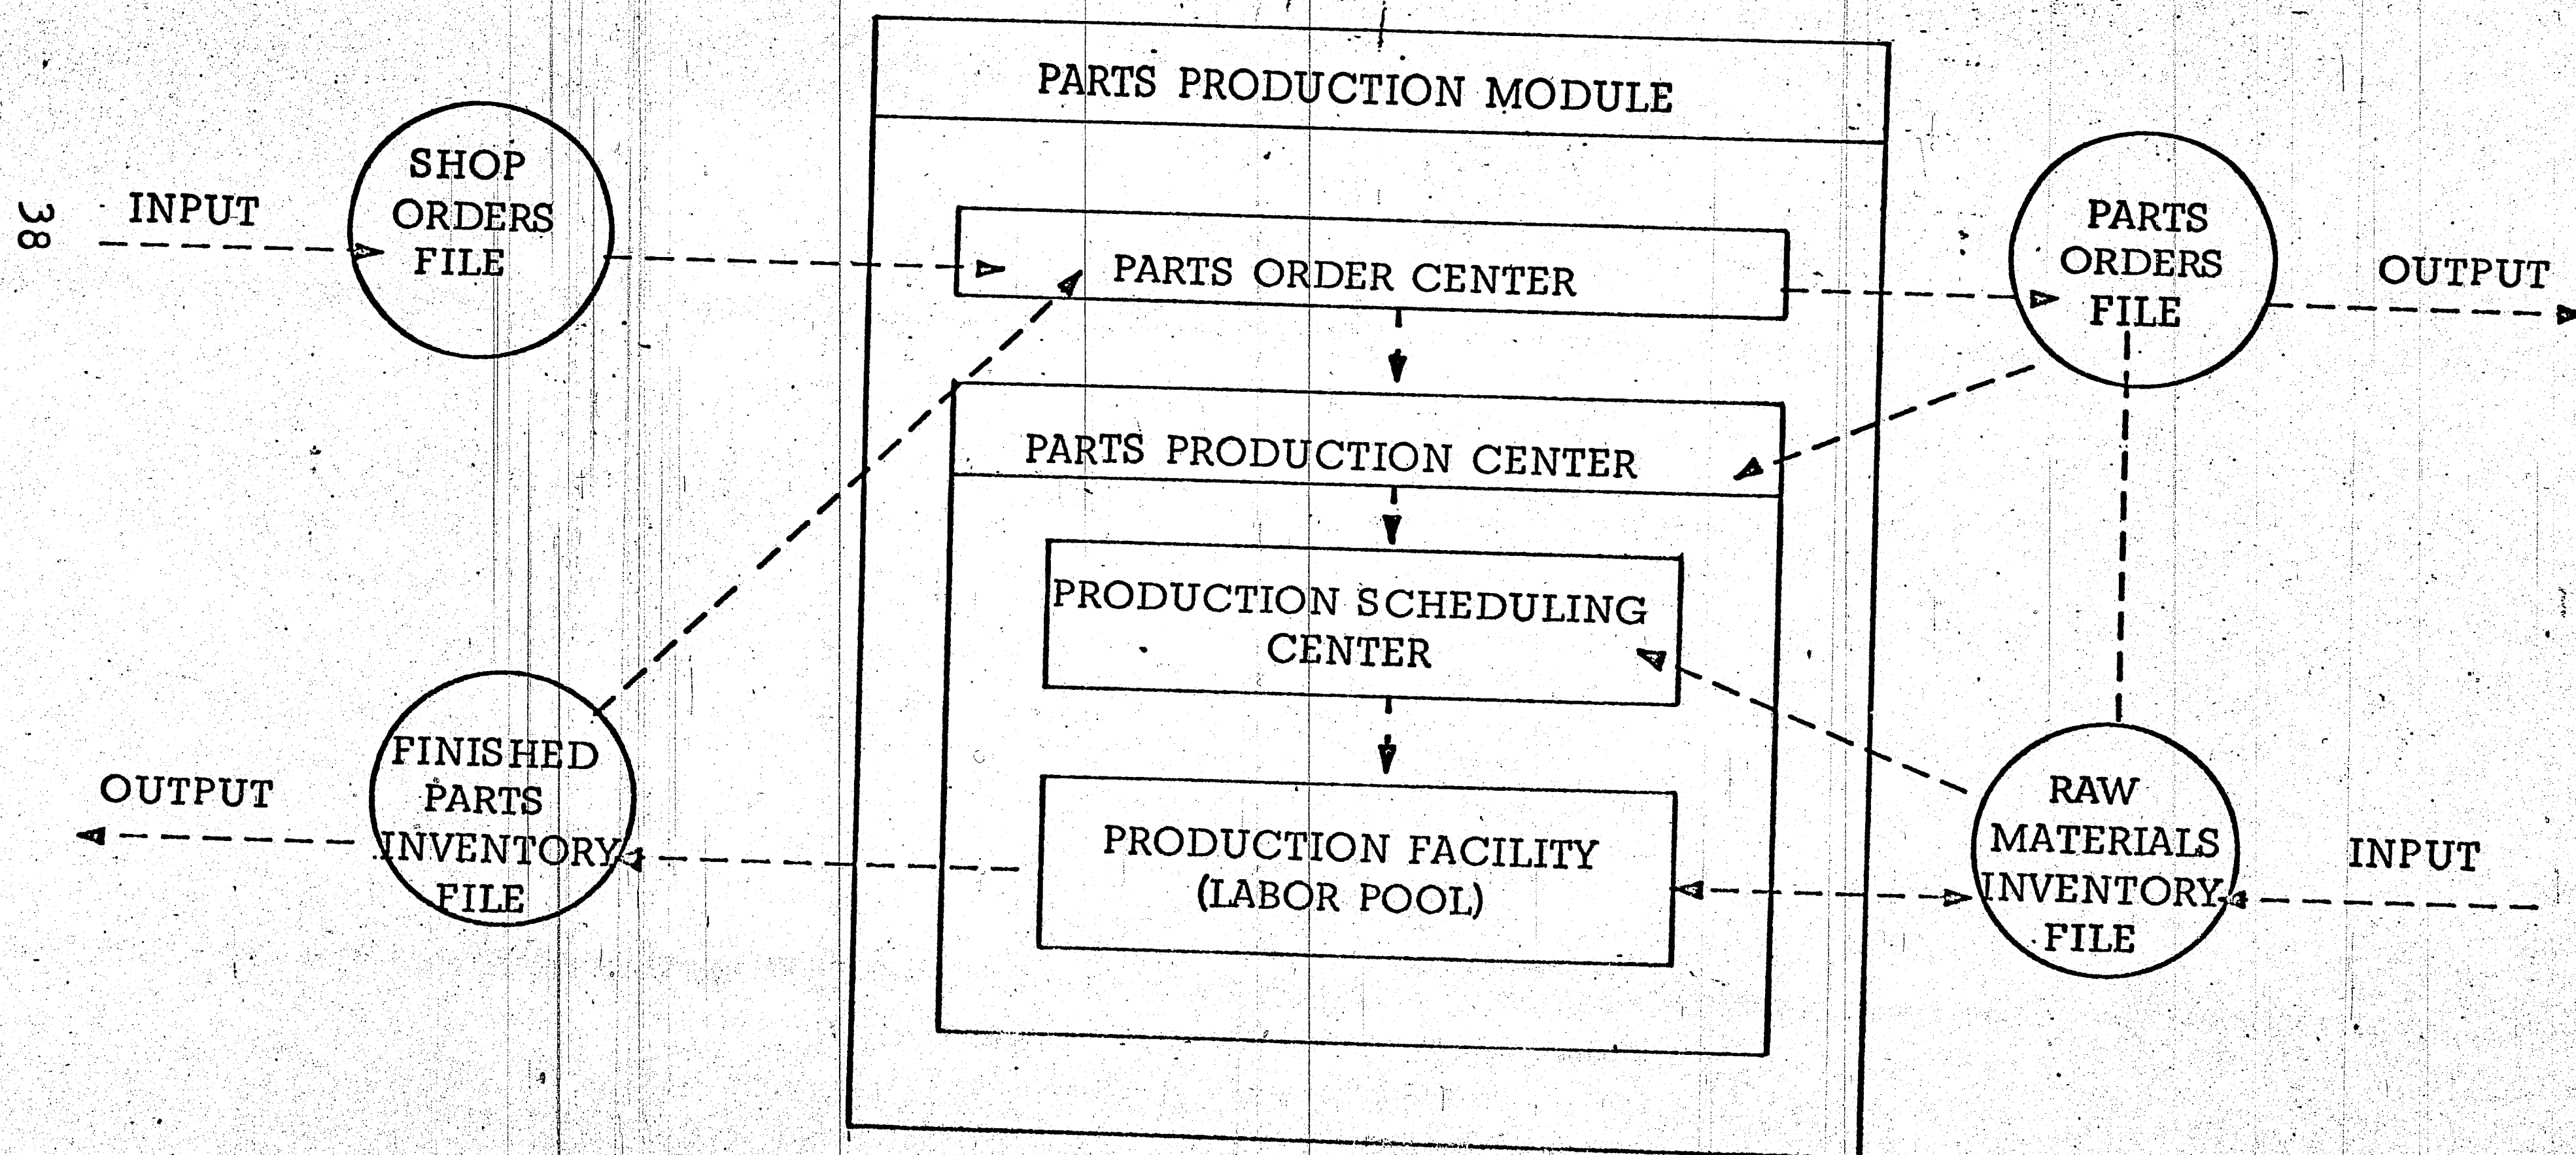 PARTS PRODUCTION MODULE
SHOP
ORDERS
FILE
INPUT
38
PARTS ORDER CENTER
PARTS
ORDERS
FILE
OUTPUT
PARTS PRODUCTION CENTER
PRODUCTION SCHEDULING
CENTER
FINISHED
PARTS
INVENTORY
FILE
OUTPUT
PRODUCTION FACILITY
(LABOR POOL)
RAW
MATERIALS
INVENTORY
FILE
INPUT